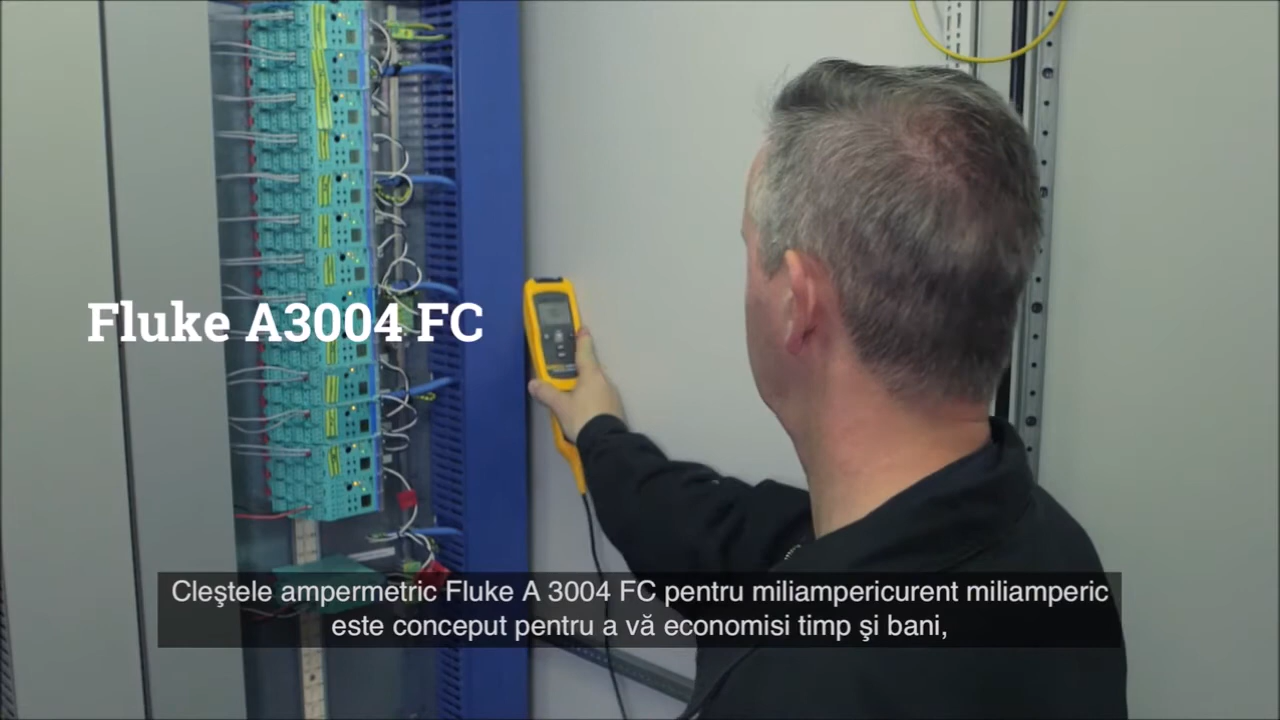 Fluke A3004 FC
Cleştele ampermetric Fluke A 3004 FC pentru miliampericurent miliamperic
este conceput pentru a vă economisi timp şi bani,